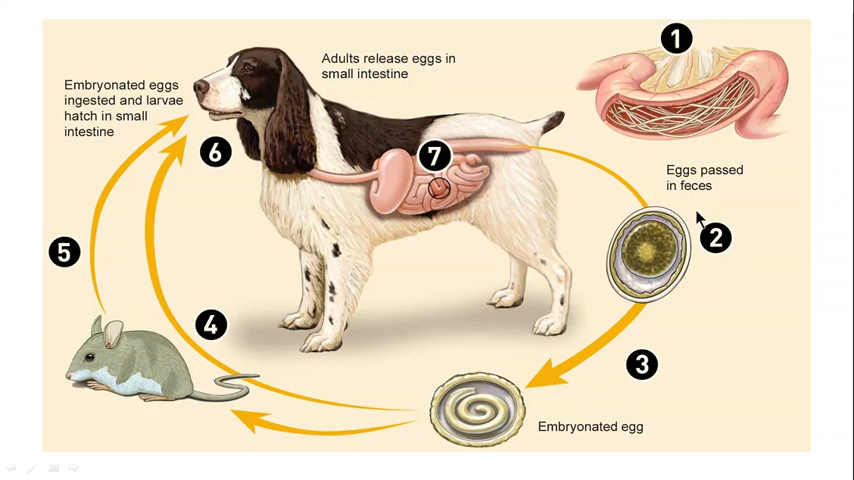 1
Adults release eggs in
small intestine
Embryonated eggs
ingested and larvae
hatch in small
intestine
6
7
Eggs passed
in feces
2
5
4
3
Embryonated egg